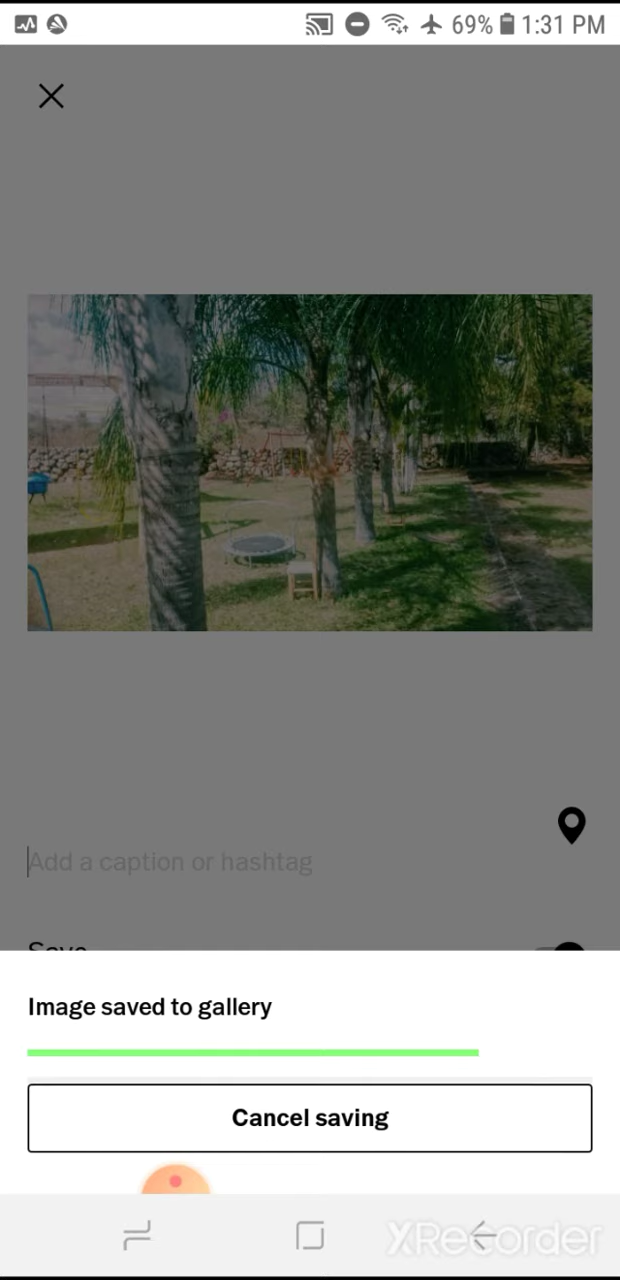 69% 1:31 PM
Add a caption or hashtag
Save
Image saved to gallery
Cancel saving
XRecorder